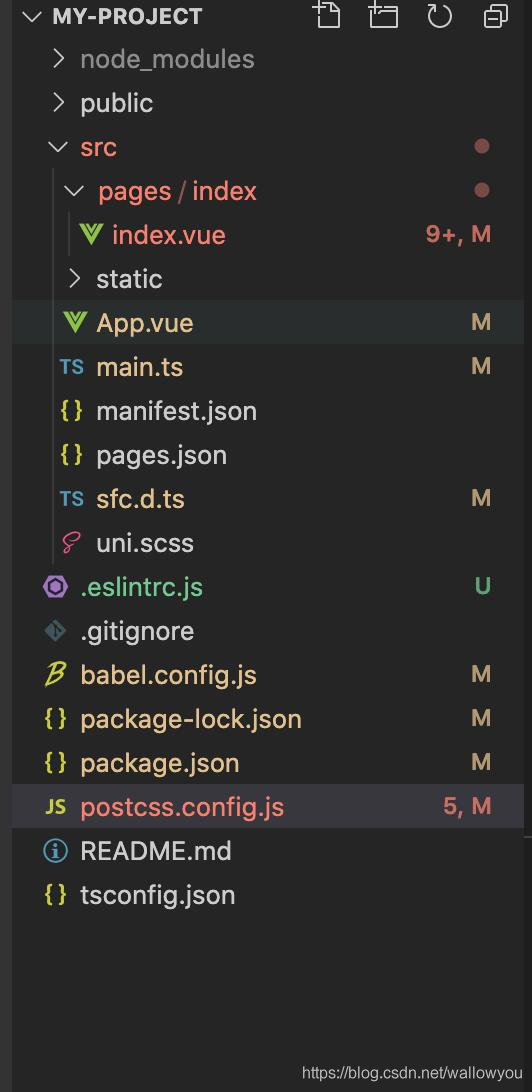 MY-PROJECT
node_modules
public
src
pages / index
index.vue 9+, M
static
App.vue M
TS main.ts M
{} manifest.json
{} pages.json
TS sfc.d.ts M
uni.scss
.eslintrc.js U
.gitignore
babel.config.js M
{} package-lock.json M
{} package.json M
JS postcss.config.js 5, M
README.md
{} tsconfig.json
https://blog.csdn.net/wallowyou